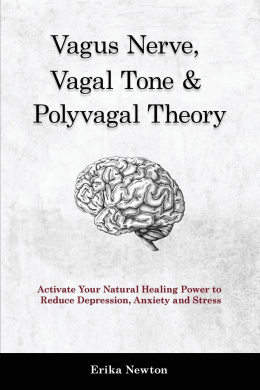 Vagus Nerve,
Vagal Tone &
Polyvagal Theory
Activate Your Natural Healing Power to
Reduce Depression, Anxiety and Stress
Erika Newton